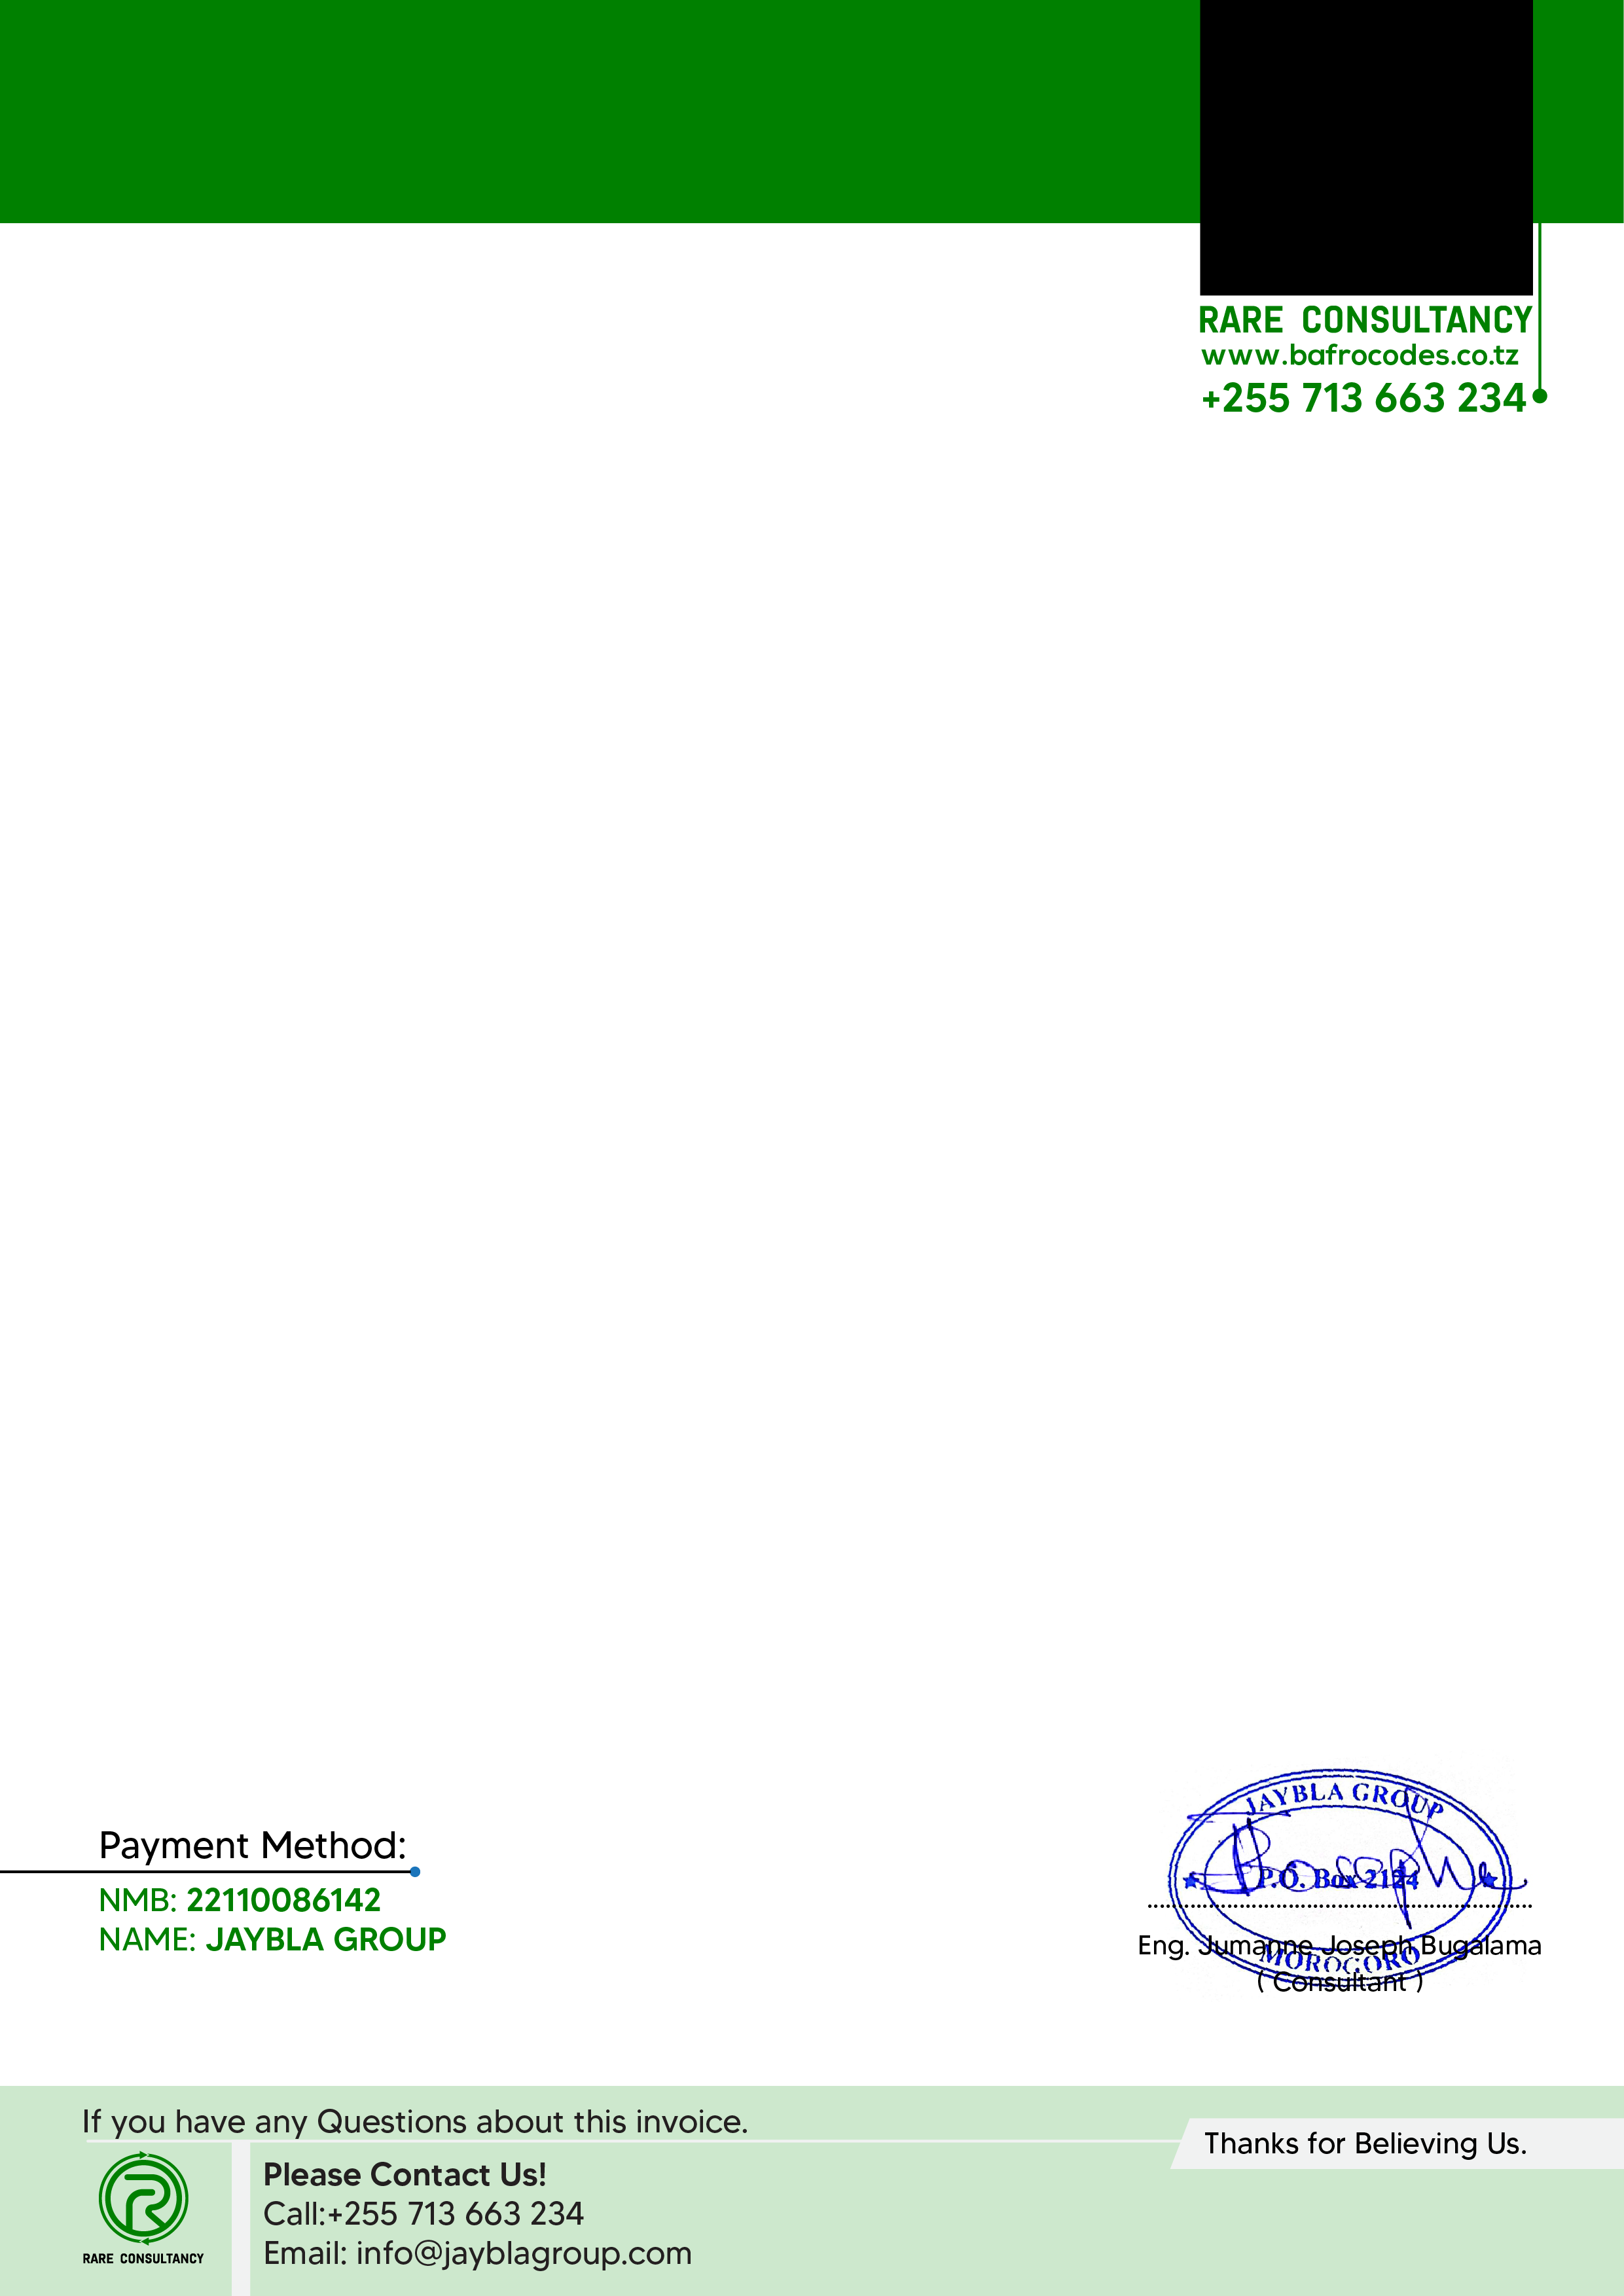 RARE CONSULTANCY
www.bafrocodes.co.tz
+255 713 663 234
Payment Method:
NMB: 22110086142
NAME: JAYBLA GROUP
JAYBLA GROUP
P.O. Box 2124
MOROGORO
Eng. Jumanne Joseph Bugalama
( Consultant )
If you have any Questions about this invoice.
Thanks for Believing Us.
RARE CONSULTANCY
Please Contact Us!
Call:+255 713 663 234
Email: info@jayblagroup.com